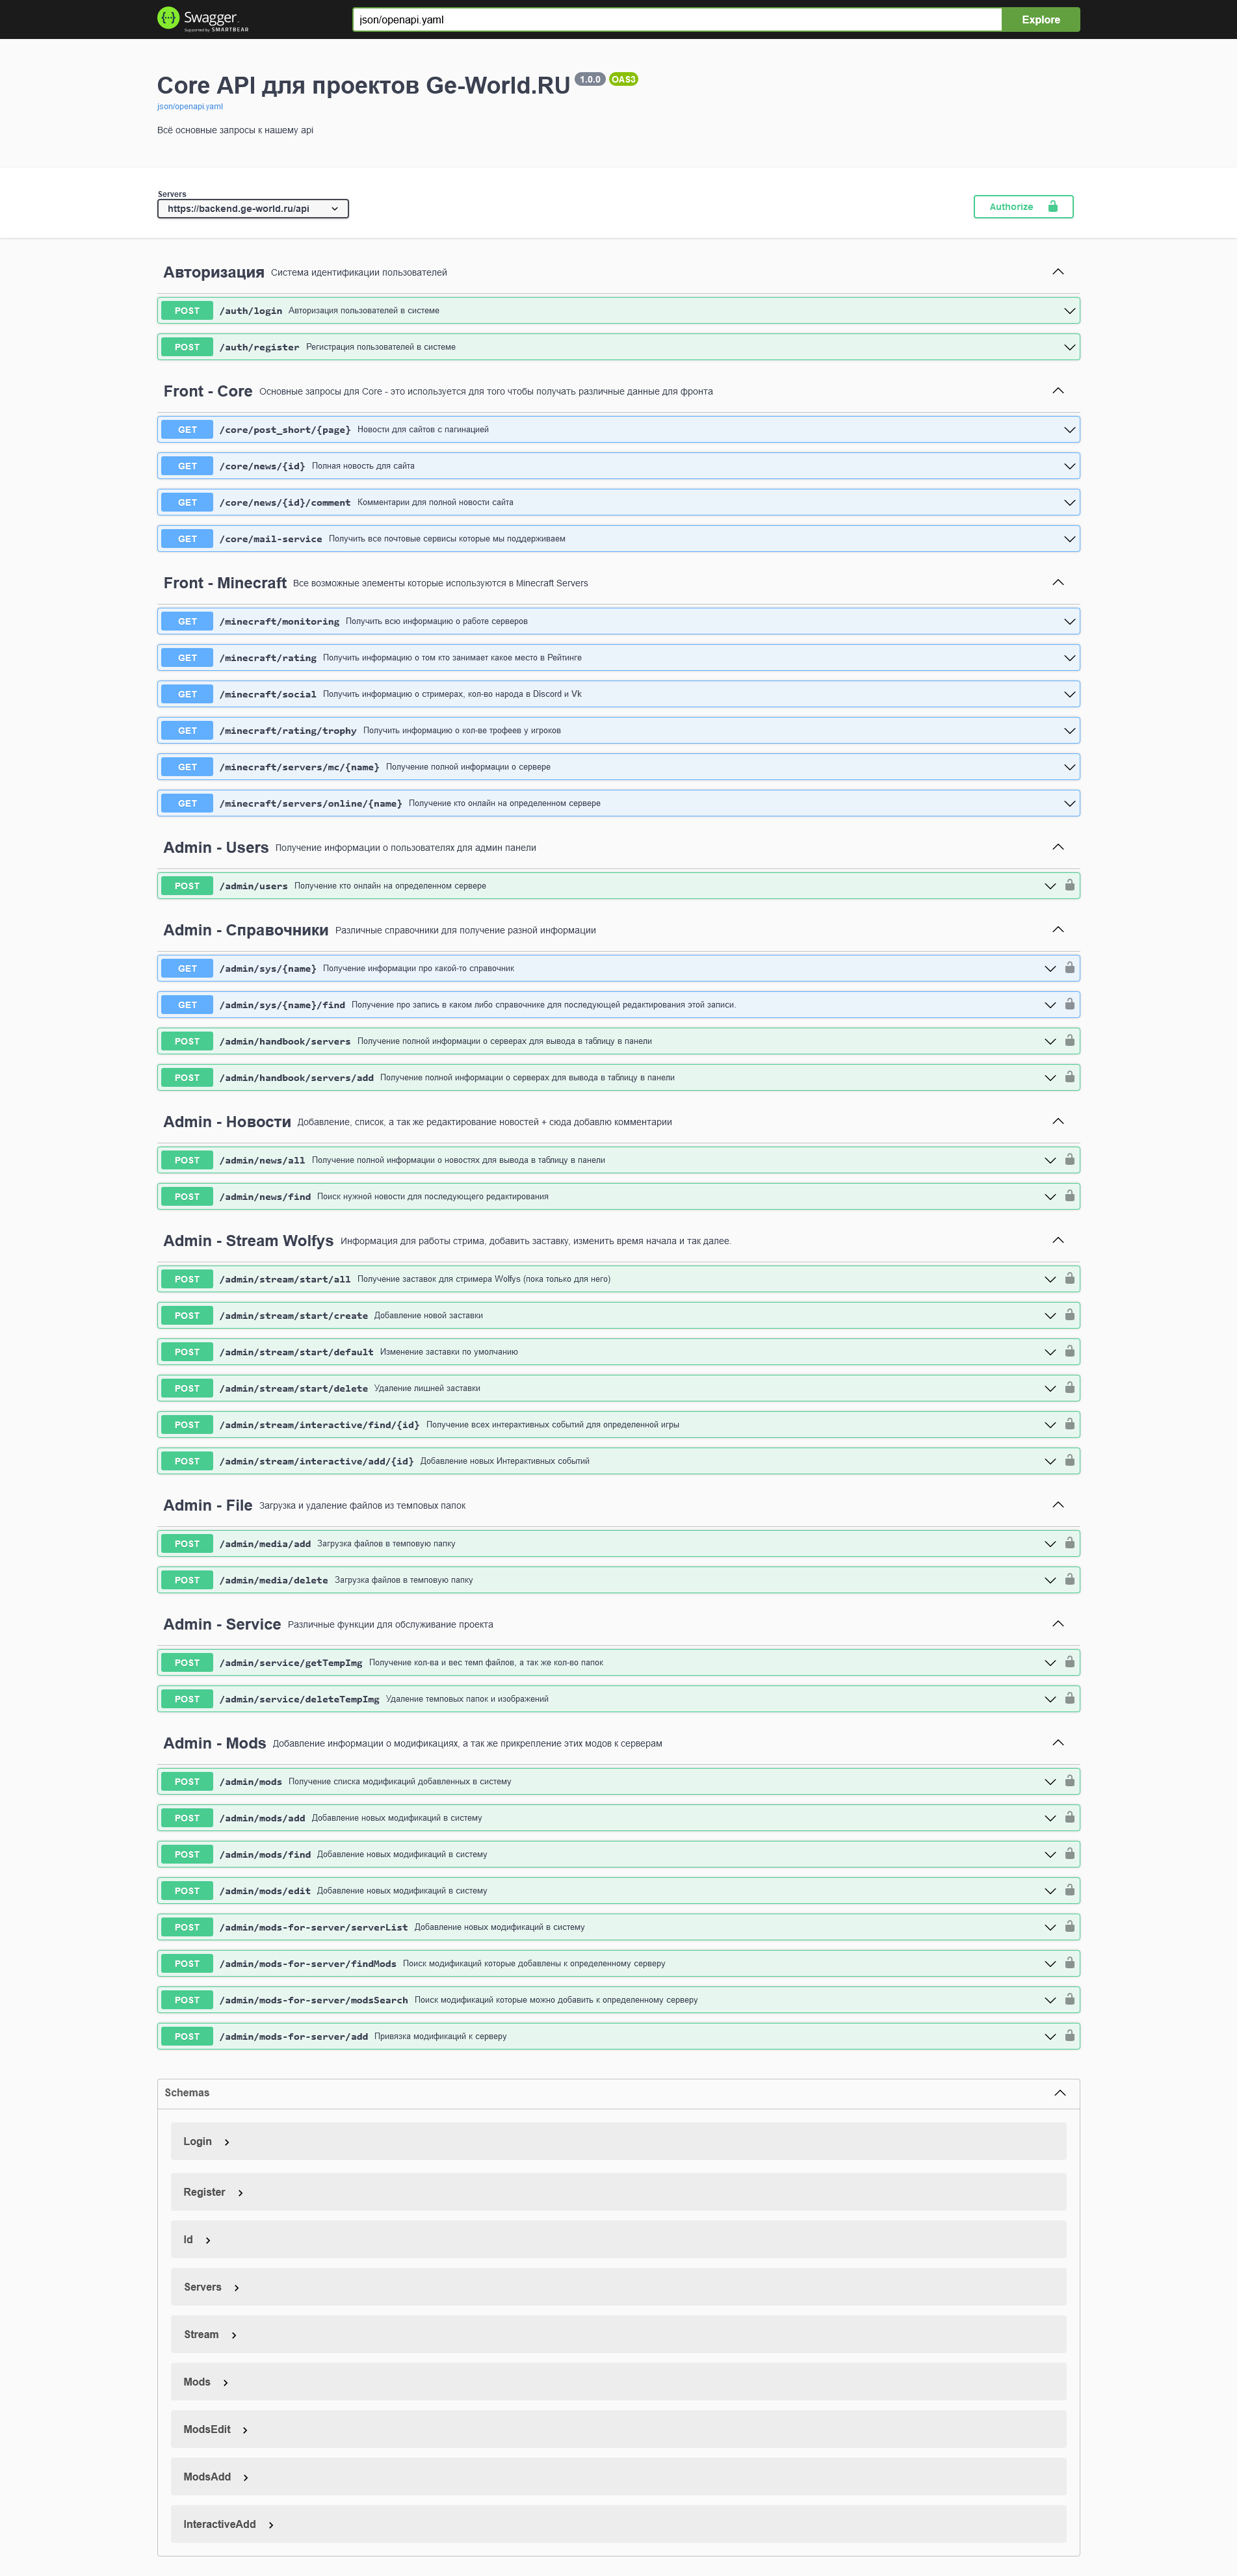 Swagger.
Supported by SMARTBEAR
json/openapi.yaml
Explore
Core API для проектов Ge-World.RU 1.0.0 OAS3
json/openapi.yaml
Всё основные запросы к нашему api
Servers
https://backend.ge-world.ru/api
Authorize
Авторизация Система идентификации пользователей
POST /auth/login Авторизация пользователей в системе
POST /auth/register Регистрация пользователей в системе
Front - Core Основные запросы для Core - это используется для того чтобы получать различные данные для фронта
GET /core/post_short/{page} Новости для сайтов с пагинацией
GET /core/news/{id} Полная новость для сайта
GET /core/news/{id}/comment Комментарии для полной новости сайта
GET /core/mail-service Получить все почтовые сервисы которые мы поддерживаем
Front - Minecraft Все возможные элементы которые используются в Minecraft Servers
GET /minecraft/monitoring Получить всю информацию о работе серверов
GET /minecraft/rating Получить информацию о том кто занимает какое место в Рейтинге
GET /minecraft/social Получить информацию о стримерах, кол-во народа в Discord и Vk
GET /minecraft/rating/trophy Получить информацию о кол-ве трофеев у игроков
GET /minecraft/servers/mc/{name} Получение полной информации о сервере
GET /minecraft/servers/online/{name} Получение кто онлайн на определенном сервере
Admin - Users Получение информации о пользователях для админ панели
POST /admin/users Получение кто онлайн на определенном сервере
Admin - Справочники Различные справочники для получение разной информации
GET /admin/sys/{name} Получение информации про какой-то справочник
GET /admin/sys/{name}/find Получение про запись в каком либо справочнике для последующей редактирования этой записи.
POST /admin/handbook/servers Получение полной информации о серверах для вывода в таблицу в панели
POST /admin/handbook/servers/add Получение полной информации о серверах для вывода в таблицу в панели
Admin - Новости Добавление, список, а так же редактирование новостей + сюда добавлю комментарии
POST /admin/news/all Получение полной информации о новостях для вывода в таблицу в панели
POST /admin/news/find Поиск нужной новости для последующего редактирования
Admin - Stream Wolfys Информация для работы стрима, добавить заставку, изменить время начала и так далее.
POST /admin/stream/start/all Получение заставок для стримера Wolfys (пока только для него)
POST /admin/stream/start/create Добавление новой заставки
POST /admin/stream/start/default Изменение заставки по умолчанию
POST /admin/stream/start/delete Удаление лишней заставки
POST /admin/stream/interactive/find/{id} Получение всех интерактивных событий для определенной игры
POST /admin/stream/interactive/add/{id} Добавление новых Интерактивных событий
Admin - File Загрузка и удаление файлов из темповых папок
POST /admin/media/add Загрузка файлов в темповую папку
POST /admin/media/delete Загрузка файлов в темповую папку
Admin - Service Различные функции для обслуживание проекта
POST /admin/service/getTempImg Получение кол-ва и вес темп файлов, а так же кол-во папок
POST /admin/service/deleteTempImg Удаление темповых папок и изображений
Admin - Mods Добавление информации о модификациях, а так же прикрепление этих модов к серверам
POST /admin/mods Получение списка модификаций добавленных в систему
POST /admin/mods/add Добавление новых модификаций в систему
POST /admin/mods/find Добавление новых модификаций в систему
POST /admin/mods/edit Добавление новых модификаций в систему
POST /admin/mods-for-server/serverList Добавление новых модификаций в систему
POST /admin/mods-for-server/findMods Поиск модификаций которые добавлены к определенному серверу
POST /admin/mods-for-server/modsSearch Поиск модификаций которые можно добавить к определенному серверу
POST /admin/mods-for-server/add Привязка модификаций к серверу
Schemas
Login
Register
Id
Servers
Stream
Mods
ModsEdit
ModsAdd
InteractiveAdd